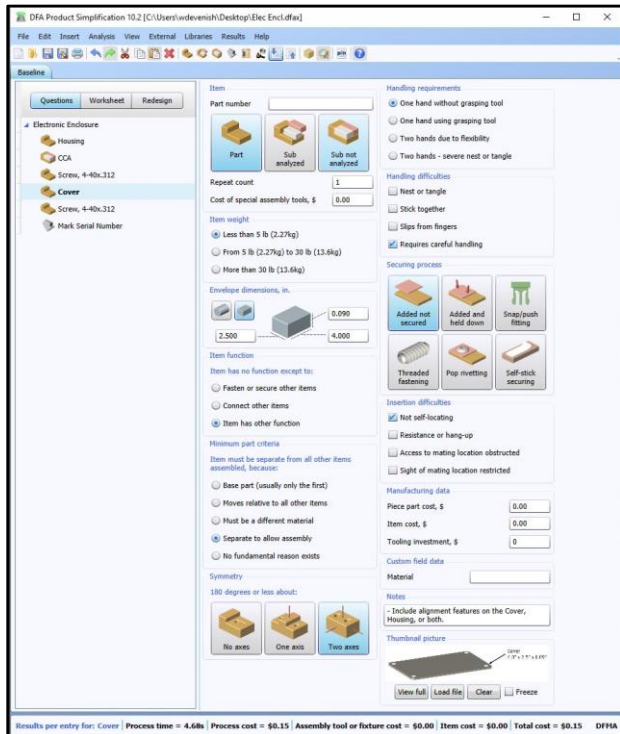 DFA Product Simplification 10.2 [C:\Users\wdevenish\Desktop\Elec Encl.dfax]
File Edit Insert Analysis View External Libraries Results Help
Baseline
Questions Worksheet Redesign
Electronic Enclosure
Housing
CCA
Screw, 4-40x.312
Cover
Screw, 4-40x.312
Mark Serial Number
Item
Part number
Part
Sub analyzed
Sub not analyzed
Repeat count 1
Cost of special assembly tools, $ 0.00
Item weight
Less than 5 lb (2.27kg)
From 5 lb (2.27kg) to 30 lb (13.6kg)
More than 30 lb (13.6kg)
Envelope dimensions, in.
0.090
2.500 4.000
Item function
Item has no function except to:
Fasten or secure other items
Connect other items
Item has other function
Minimum part criteria
Item must be separate from all other items
assembled, because:
Base part (usually only the first)
Moves relative to all other items
Must be a different material
Separate to allow assembly
No fundamental reason exists
Symmetry
180 degrees or less about:
No axes One axis Two axes
Handling requirements
One hand without grasping tool
One hand using grasping tool
Two hands due to flexibility
Two hands - severe nest or tangle
Handling difficulties
Nest or tangle
Stick together
Slips from fingers
Requires careful handling
Securing process
Added not secured
Added and held down
Snap/push fitting
Threaded fastening
Pop rivetting
Self-stick securing
Insertion difficulties
Not self-locating
Resistance or hang-up
Access to mating location obstructed
Sight of mating location restricted
Manufacturing data
Piece part cost, $ 0.00
Item cost, $ 0.00
Tooling investment, $ 0
Custom field data
Material
Notes
- Include alignment features on the Cover,
Housing, or both.
Thumbnail picture
Cover
View full Load file Clear Freeze
Results per entry for: Cover Process time = 4.68s Process cost = $0.15 Assembly tool or fixture cost = $0.00 Item cost = $0.00 Total cost = $0.15 DFMA